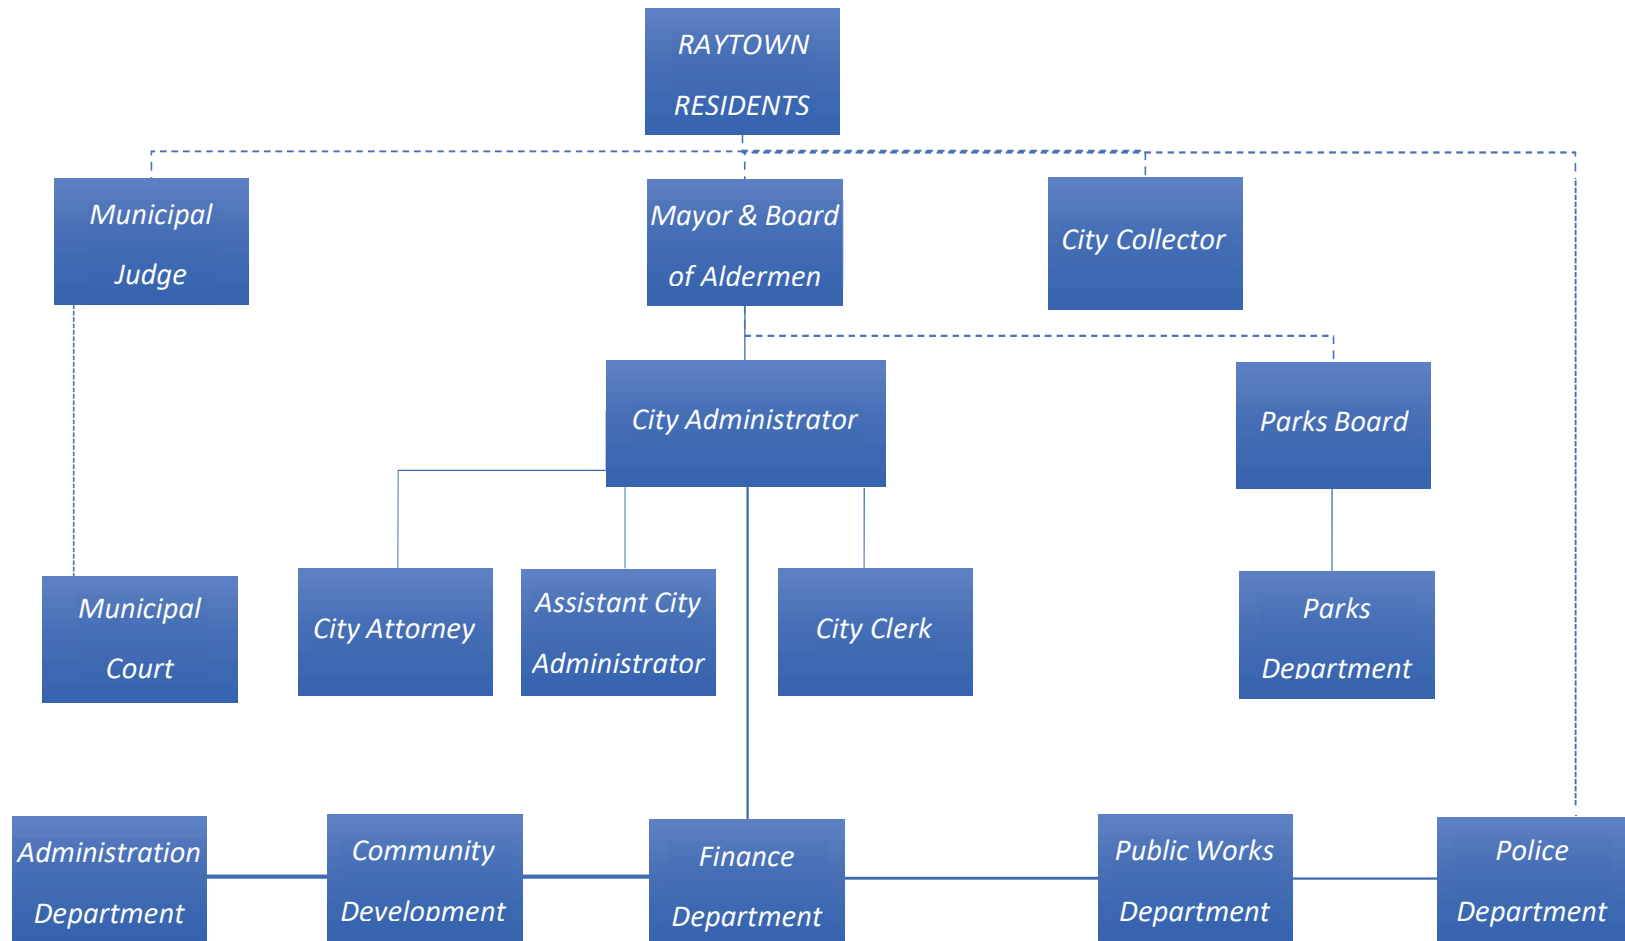 RAYTOWN
RESIDENTS
Municipal
Judge
Mayor & Board
of Aldermen
City Collector
City Administrator
Parks Board
Municipal
Court
City Attorney
Assistant City
Administrator
City Clerk
Parks
Department
Administration
Department
Community
Development
Finance
Department
Public Works
Department
Police
Department